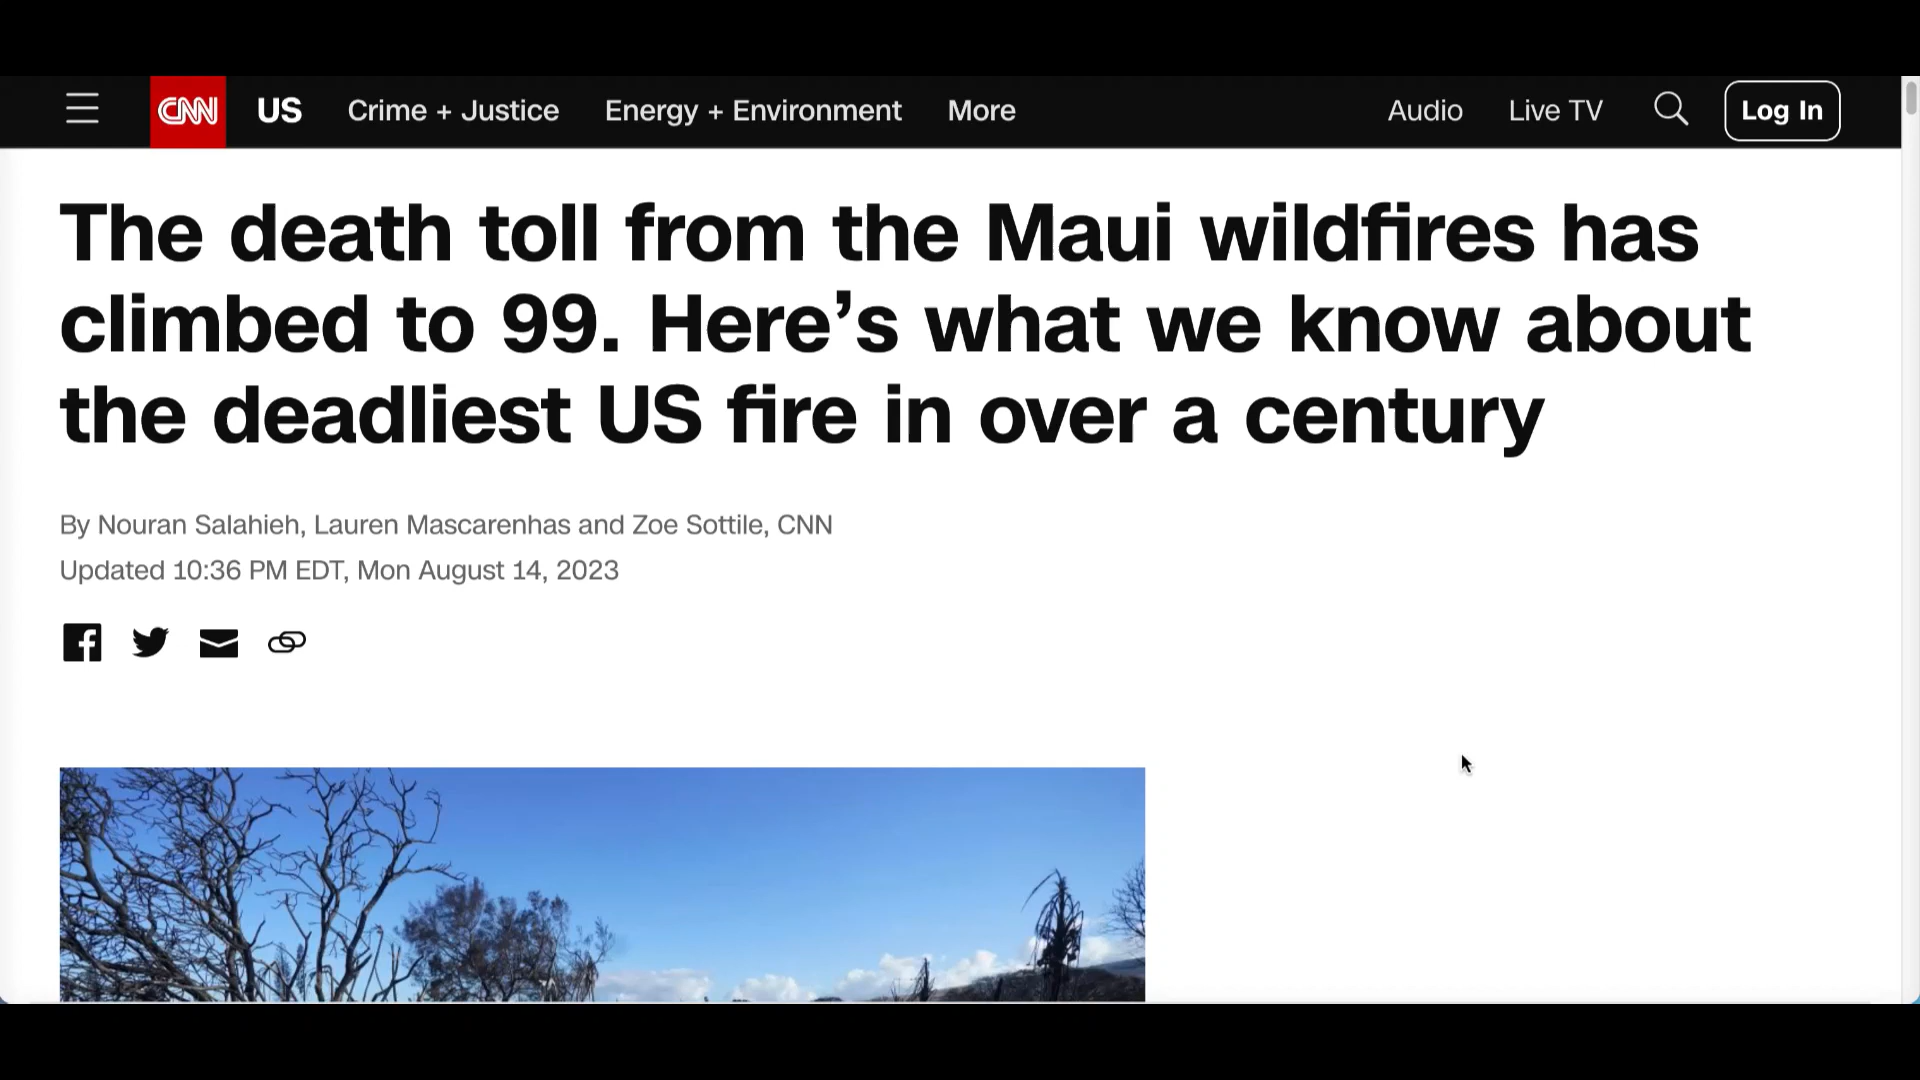 CNN US Crime + Justice Energy + Environment More Audio Live TV Log In
The death toll from the Maui wildfires has
climbed to 99. Here’s what we know about
the deadliest US fire in over a century
By Nouran Salahieh, Lauren Mascarenhas and Zoe Sottile, CNN
Updated 10:36 PM EDT, Mon August 14, 2023